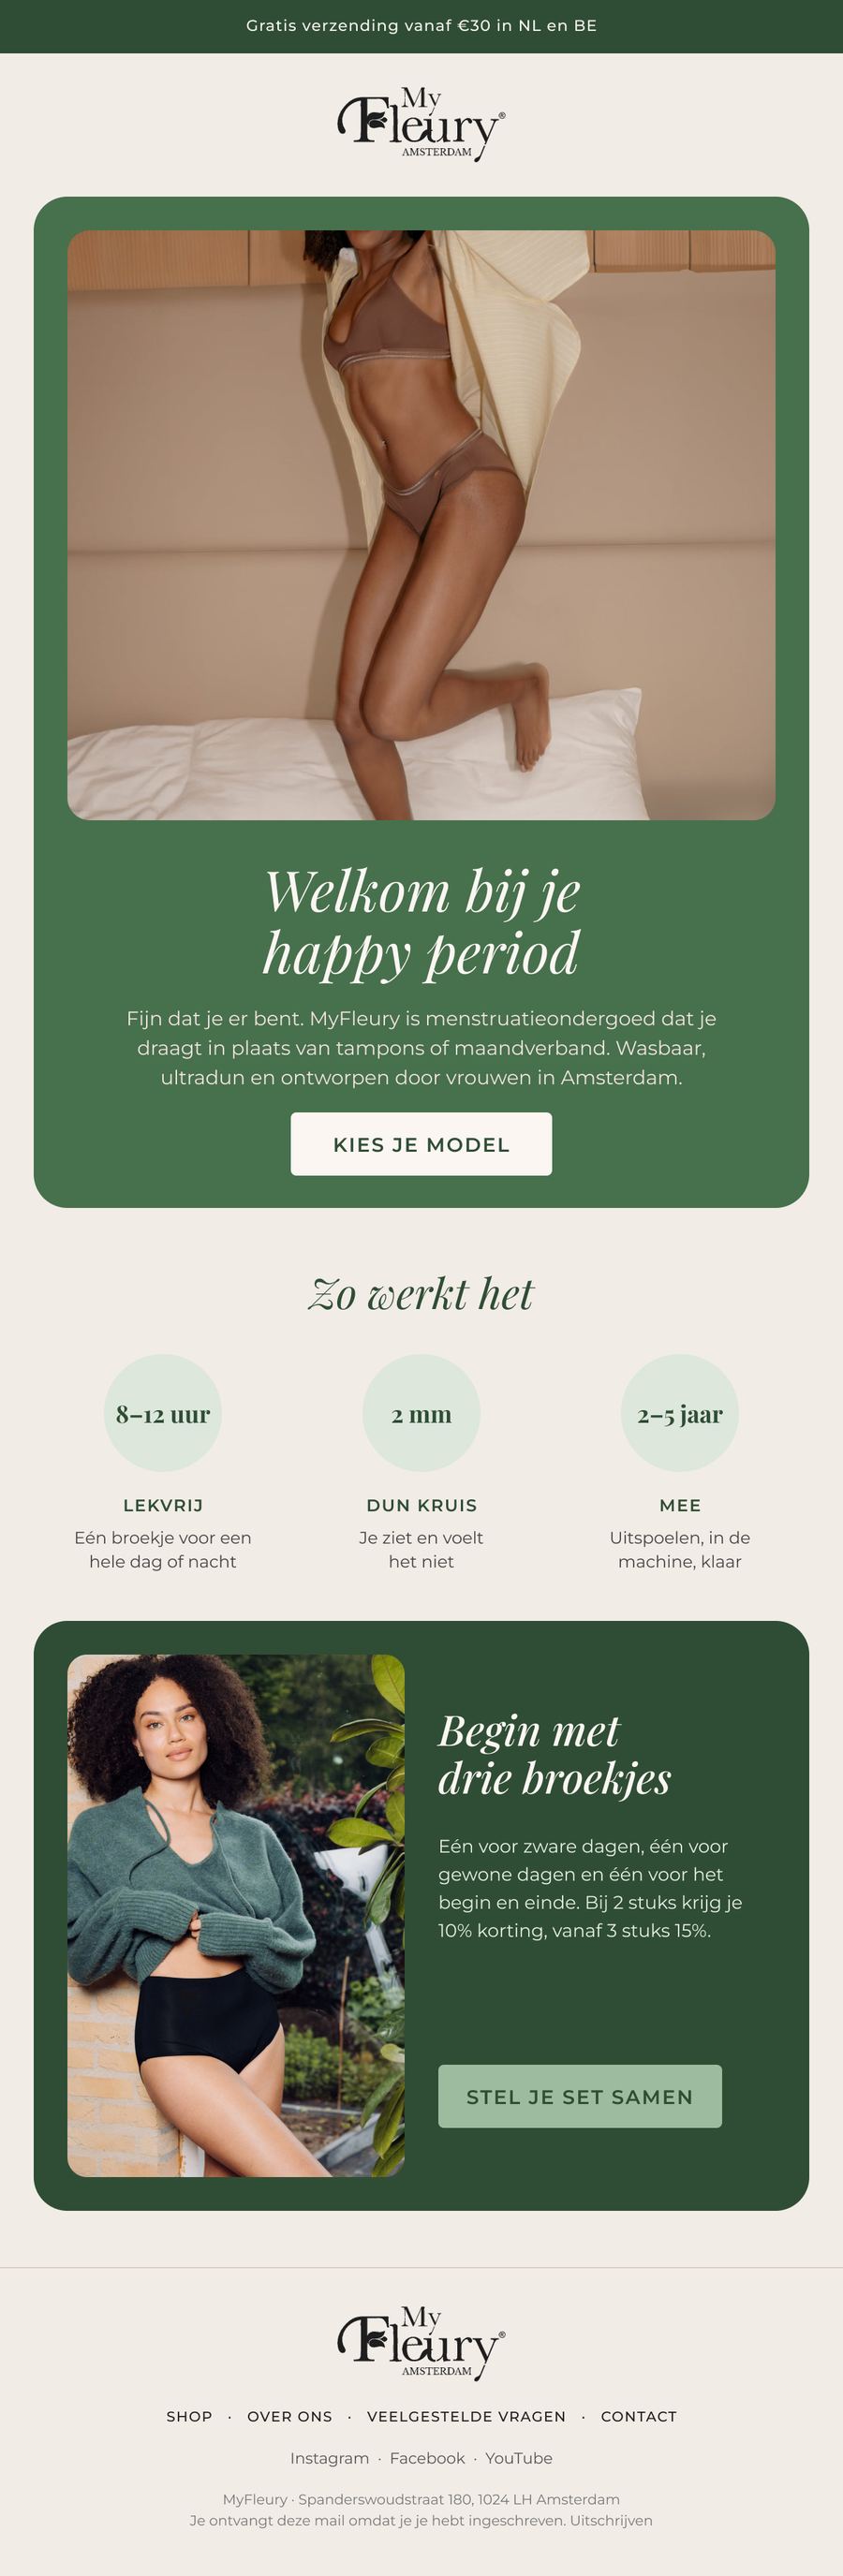 Gratis verzending vanaf €30 in NL en BE
My
Fleury®
AMSTERDAM
Welkom bij je
happy period
Fijn dat je er bent. MyFleury is menstruatieondergoed dat je
draagt in plaats van tampons of maandverband. Wasbaar,
ultradun en ontworpen door vrouwen in Amsterdam.
KIES JE MODEL
Zo werkt het
8–12 uur
2 mm
2–5 jaar
LEKVRIJ
DUN KRUIS
MEE
Eén broekje voor een
hele dag of nacht
Je ziet en voelt
het niet
Uitspoelen, in de
machine, klaar
Begin met
drie broekjes
Eén voor zware dagen, één voor
gewone dagen en één voor het
begin en einde. Bij 2 stuks krijg je
10% korting, vanaf 3 stuks 15%.
STEL JE SET SAMEN
My
Fleury®
AMSTERDAM
SHOP · OVER ONS · VEELGESTELDE VRAGEN · CONTACT
Instagram · Facebook · YouTube
MyFleury · Spanderswoudstraat 180, 1024 LH Amsterdam
Je ontvangt deze mail omdat je je hebt ingeschreven. Uitschrijven